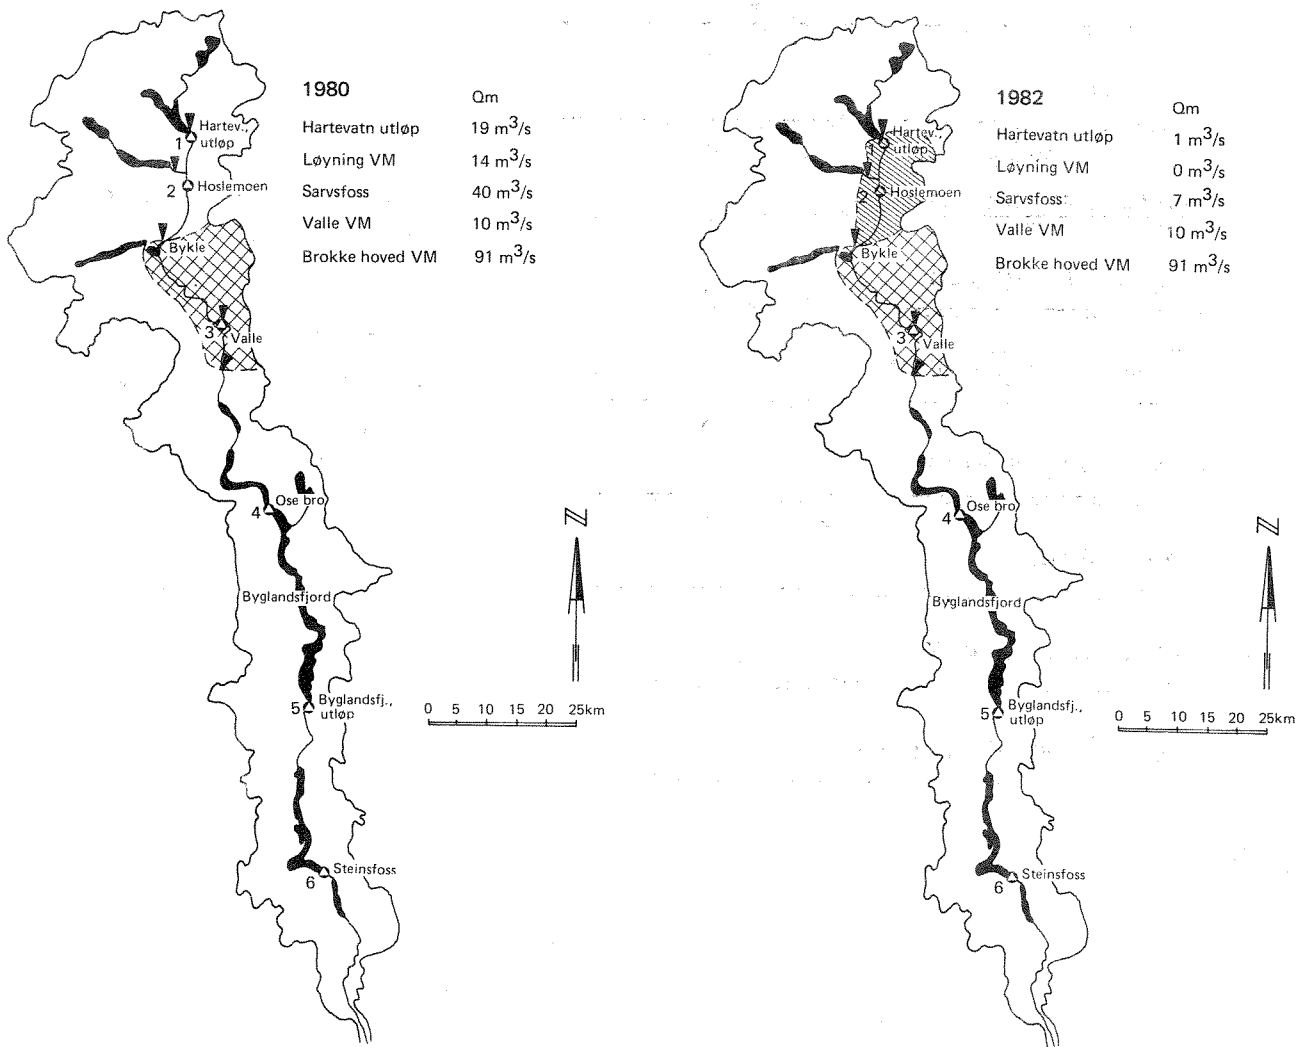 1980
Qm
Hartevatn utløp 19 m³/s
Løyning VM 14 m³/s
Sarvsfoss 40 m³/s
Valle VM 10 m³/s
Brokke hoved VM 91 m³/s
Hartev.,
1 utløp
2 Hoslemoen
Bykle
3 Valle
4 Ose bro
Byglandsfjord
N
5 Byglandsfj.,
utløp
0 5 10 15 20 25km
6 Steinsfoss
1982
Qm
Hartevatn utløp 1 m³/s
Løyning VM 0 m³/s
Sarvsfoss 7 m³/s
Valle VM 10 m³/s
Brokke hoved VM 91 m³/s
Hartev.,
1 utløp
2 Hoslemoen
Bykle
3 Valle
4 Ose bro
Byglandsfjord
N
5 Byglandsfj.,
utløp
0 5 10 15 20 25km
6 Steinsfoss